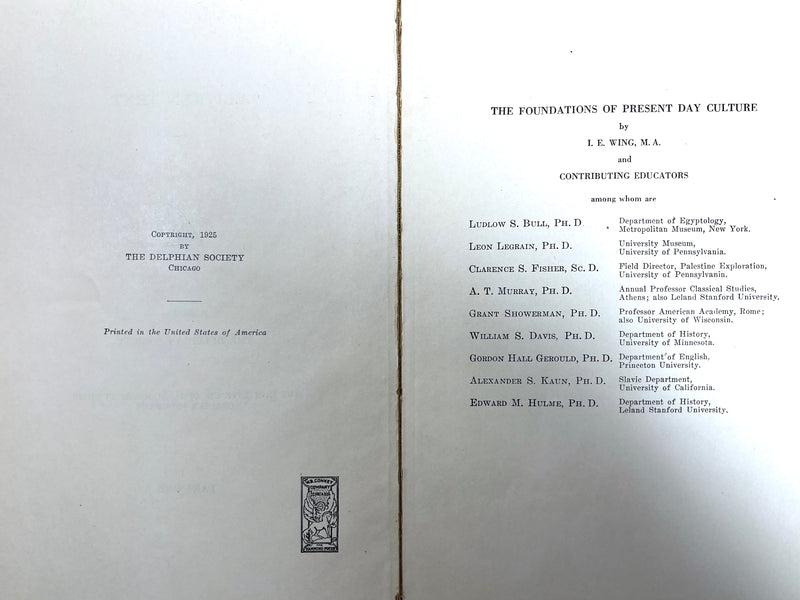 COPYRIGHT, 1925
BY
THE DELPHIAN SOCIETY
CHICAGO
Printed in the United States of America
W.B. CONKEY
COMPANY
THE FOUNDATIONS OF PRESENT DAY CULTURE
by
I. E. WING, M. A.
and
CONTRIBUTING EDUCATORS
among whom are
LUDLOW S. BULL, PH. D. Department of Egyptology,
Metropolitan Museum, New York.
LEON LEGRAIN, PH. D. University Museum,
University of Pennsylvania.
CLARENCE S. FISHER, SC. D. Field Director, Palestine Exploration,
University of Pennsylvania.
A. T. MURRAY, PH. D. Annual Professor Classical Studies,
Athens; also Leland Stanford University.
GRANT SHOWERMAN, PH. D. Professor American Academy, Rome;
also University of Wisconsin.
WILLIAM S. DAVIS, PH. D. Department of History,
University of Minnesota.
GORDON HALL GEROULD, PH. D. Department of English,
Princeton University.
ALEXANDER S. KAUN, PH. D. Slavic Department,
University of California.
EDWARD M. HULME, PH. D. Department of History,
Leland Stanford University.